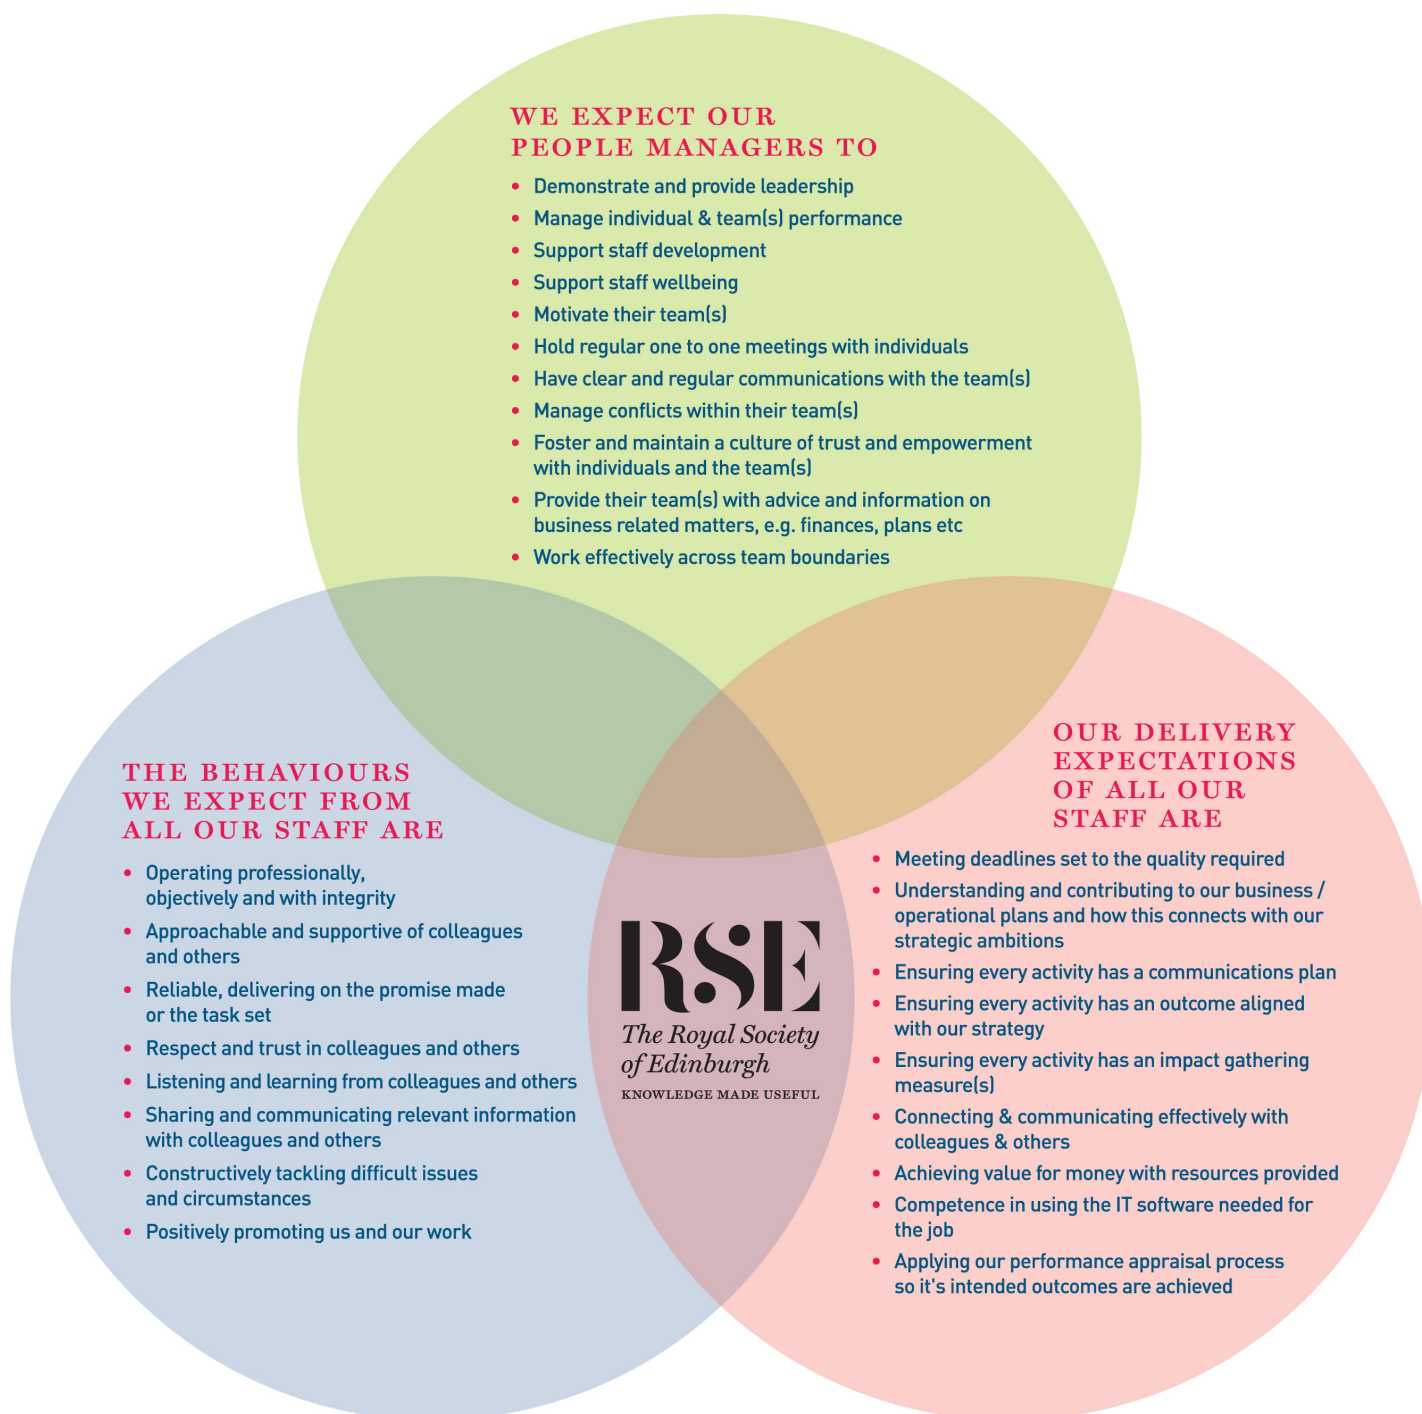 WE EXPECT OUR
PEOPLE MANAGERS TO
• Demonstrate and provide leadership
• Manage individual & team(s) performance
• Support staff development
• Support staff wellbeing
• Motivate their team(s)
• Hold regular one to one meetings with individuals
• Have clear and regular communications with the team(s)
• Manage conflicts within their team(s)
• Foster and maintain a culture of trust and empowerment
with individuals and the team(s)
• Provide their team(s) with advice and information on
business related matters, e.g. finances, plans etc
• Work effectively across team boundaries
THE BEHAVIOURS
WE EXPECT FROM
ALL OUR STAFF ARE
• Operating professionally,
objectively and with integrity
• Approachable and supportive of colleagues
and others
• Reliable, delivering on the promise made
or the task set
• Respect and trust in colleagues and others
• Listening and learning from colleagues and others
• Sharing and communicating relevant information
with colleagues and others
• Constructively tackling difficult issues
and circumstances
• Positively promoting us and our work
RSE
The Royal Society
of Edinburgh
KNOWLEDGE MADE USEFUL
OUR DELIVERY
EXPECTATIONS
OF ALL OUR
STAFF ARE
• Meeting deadlines set to the quality required
• Understanding and contributing to our business /
operational plans and how this connects with our
strategic ambitions
• Ensuring every activity has a communications plan
• Ensuring every activity has an outcome aligned
with our strategy
• Ensuring every activity has an impact gathering
measure(s)
• Connecting & communicating effectively with
colleagues & others
• Achieving value for money with resources provided
• Competence in using the IT software needed for
the job
• Applying our performance appraisal process
so it's intended outcomes are achieved